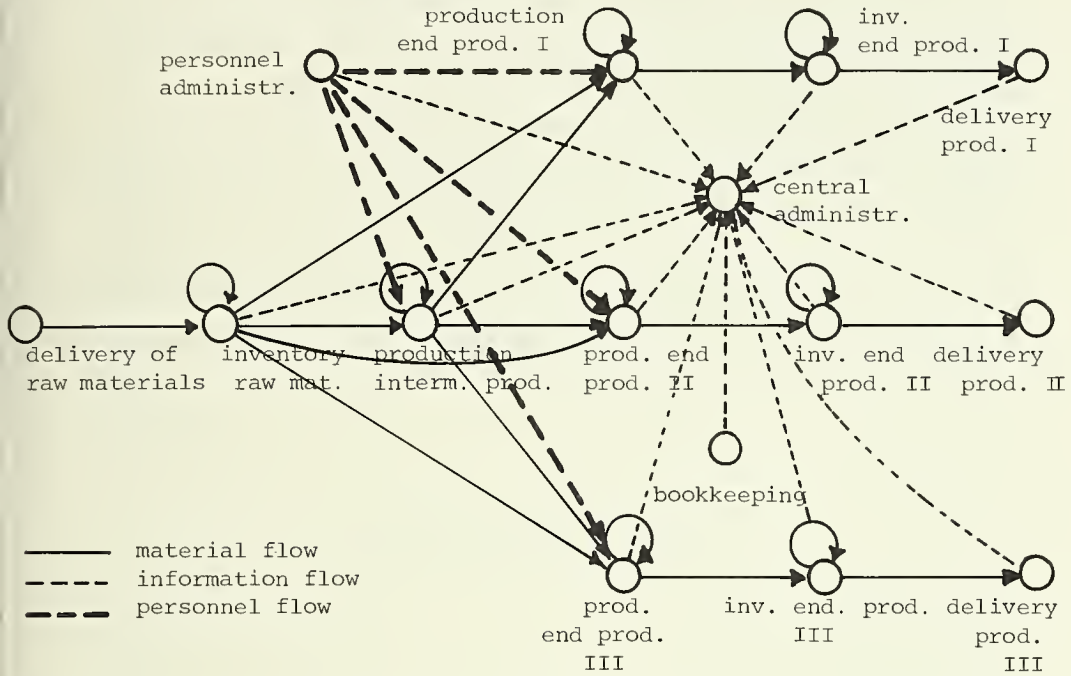 production
end prod. I
inv.
end prod. I
personnel
administr.
delivery
prod. I
central
administr.
delivery of
raw materials
inventory
raw mat.
production
interm. prod.
prod. end
prod. II
inv. end
prod. II
delivery
prod. II
bookkeeping
material flow
information flow
personnel flow
prod.
end prod.
III
inv. end. prod.
III
delivery
prod.
III